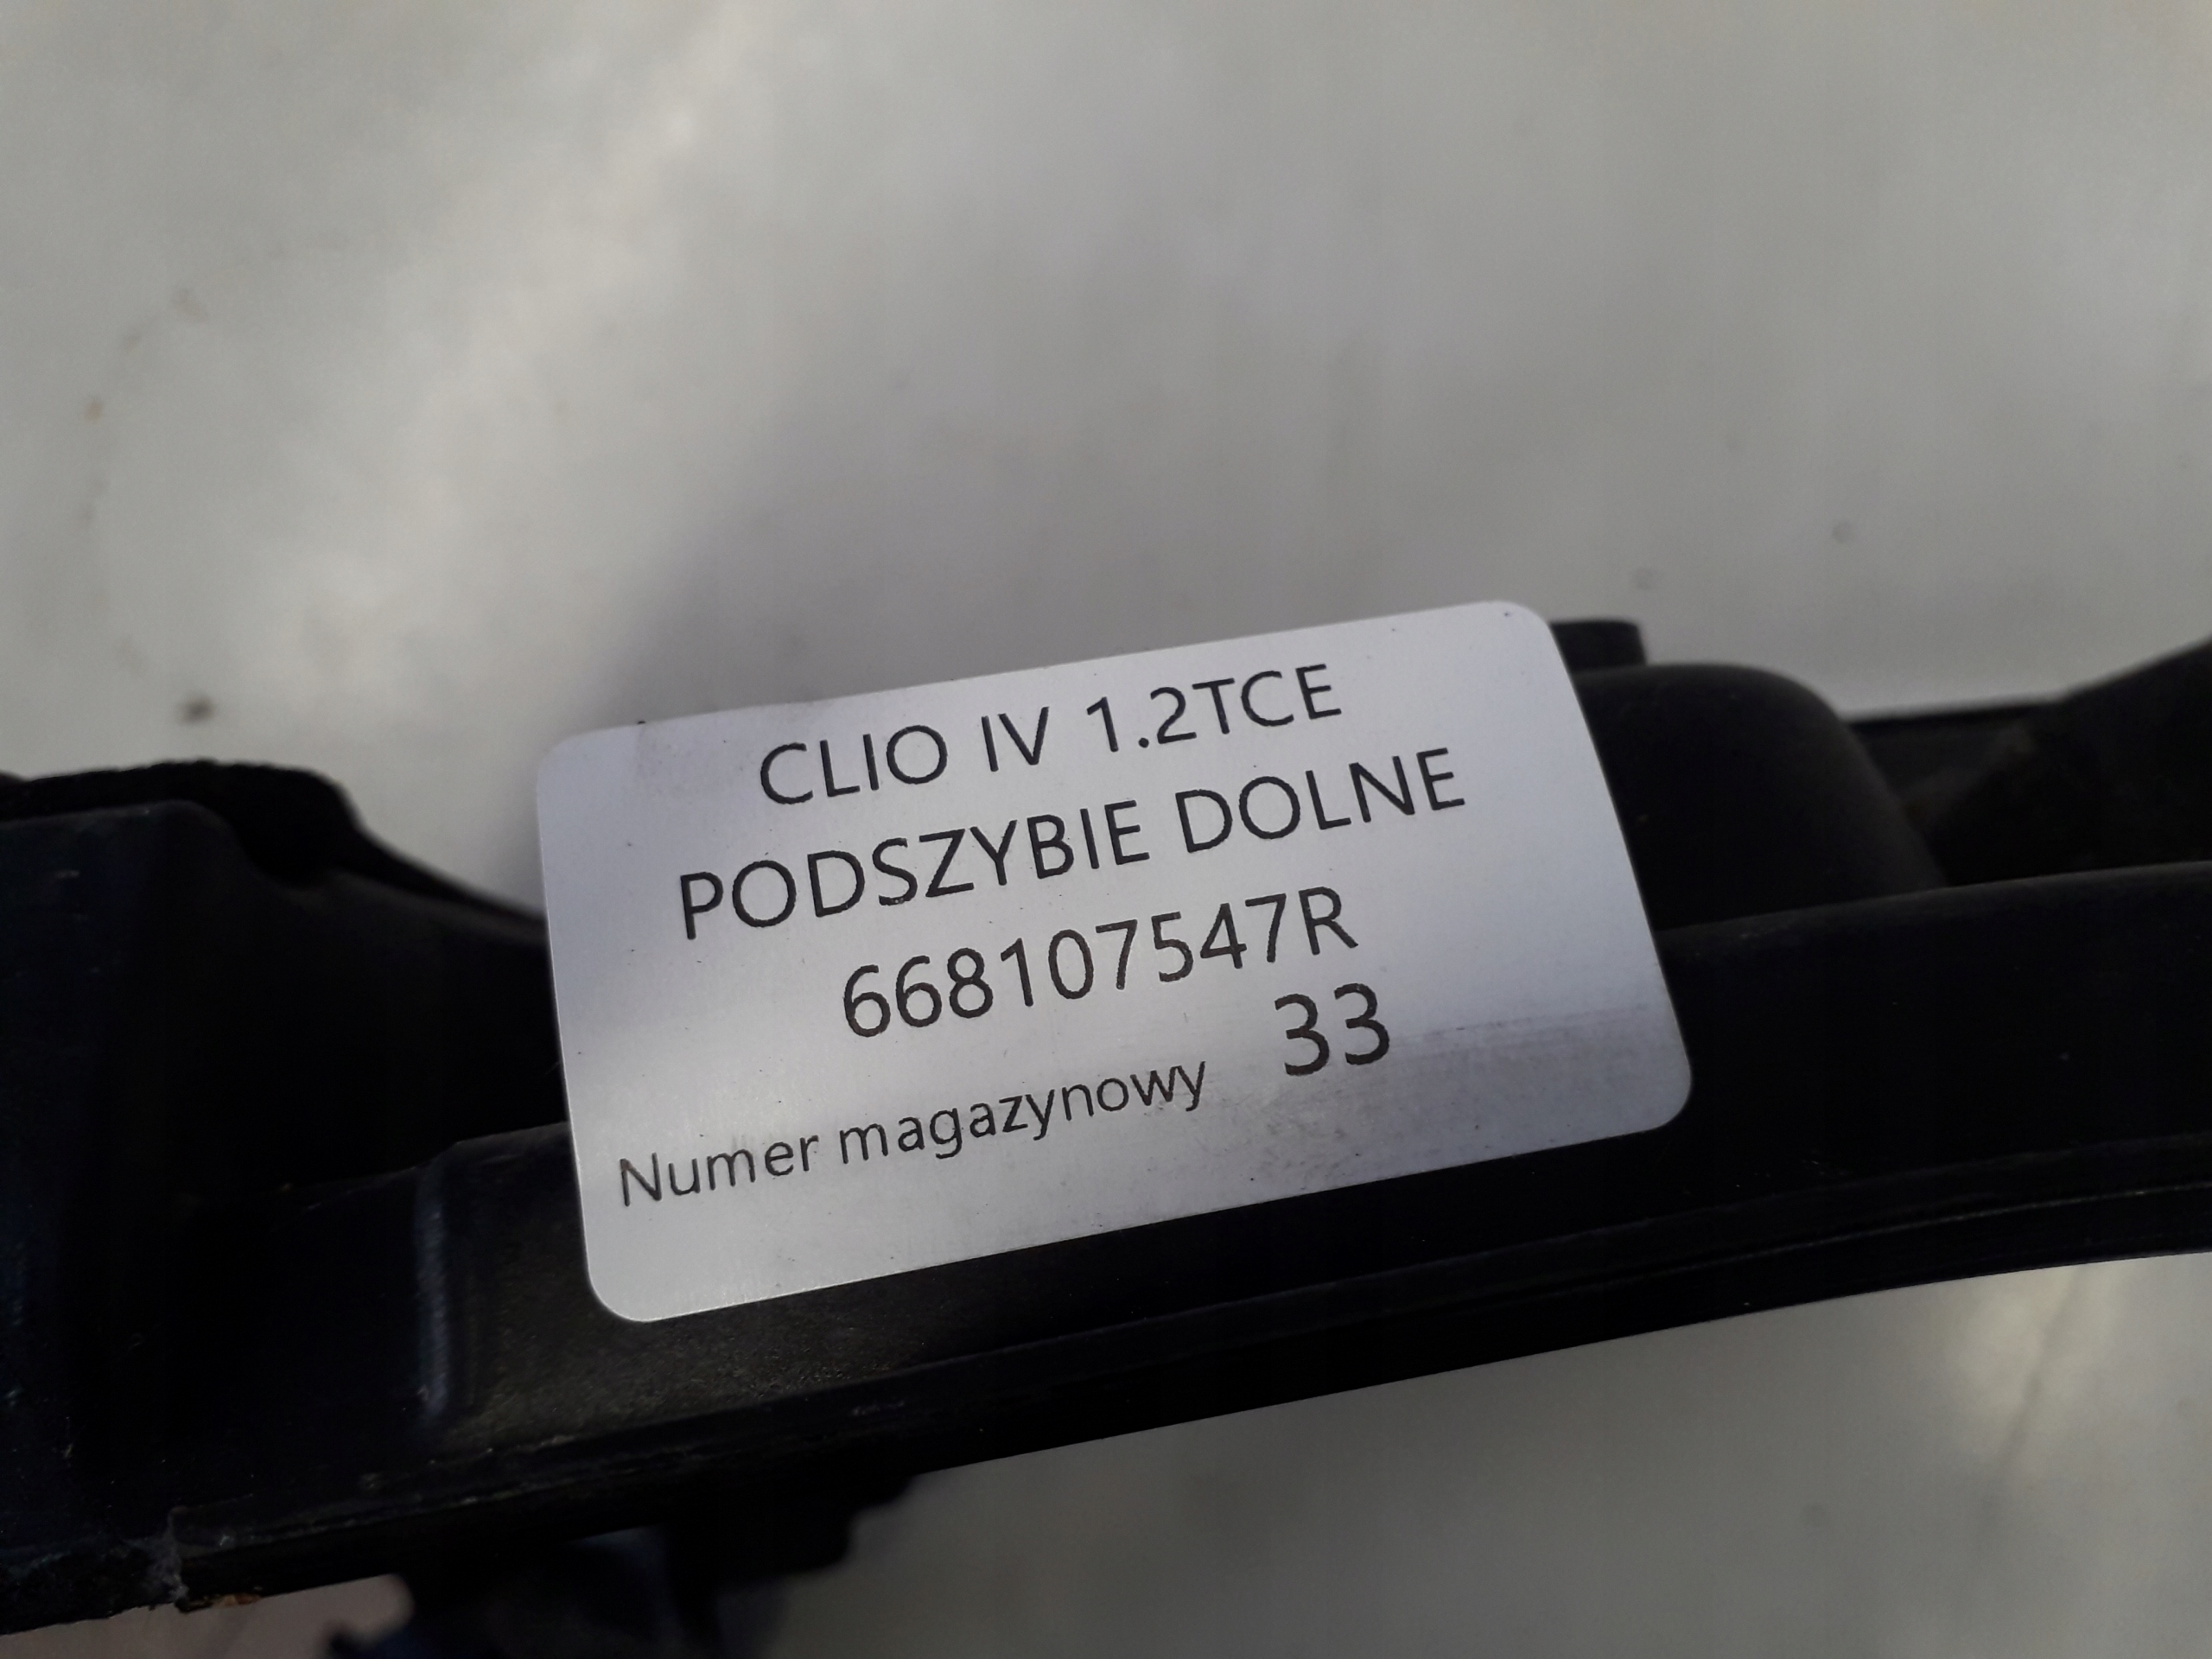 CLIO IV 1.2TCE
PODSZYBIE DOLNE
668107547R
Numer magazynowy 33